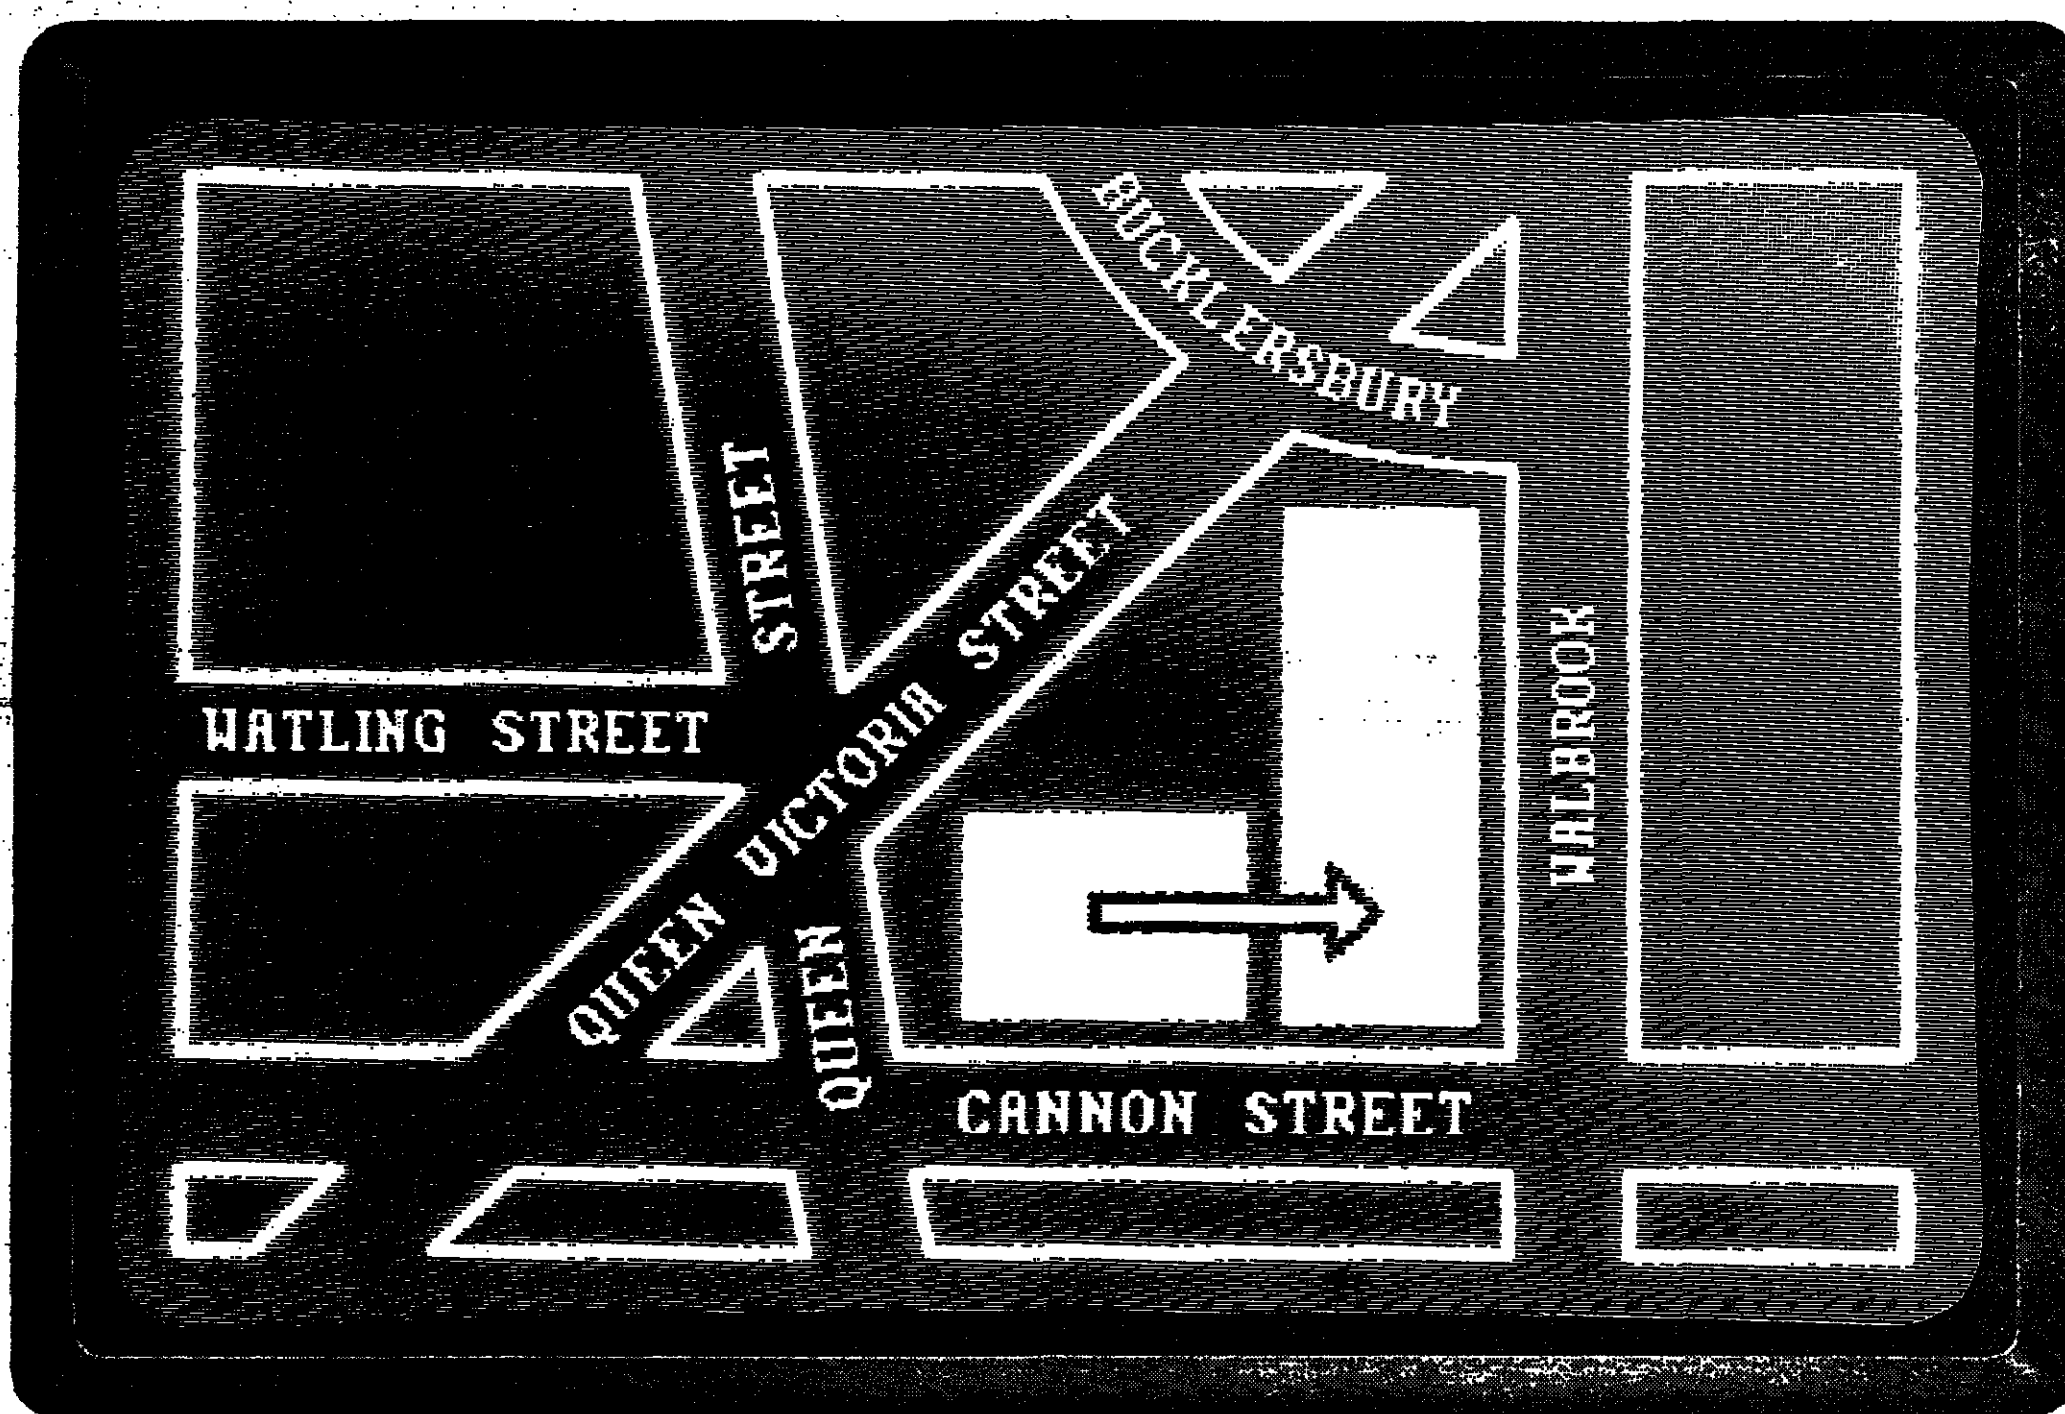 BUCKLERSBURY
STREET
QUEEN VICTORIA STREET
WATLING STREET
WALBROOK
QUEEN
CANNON STREET